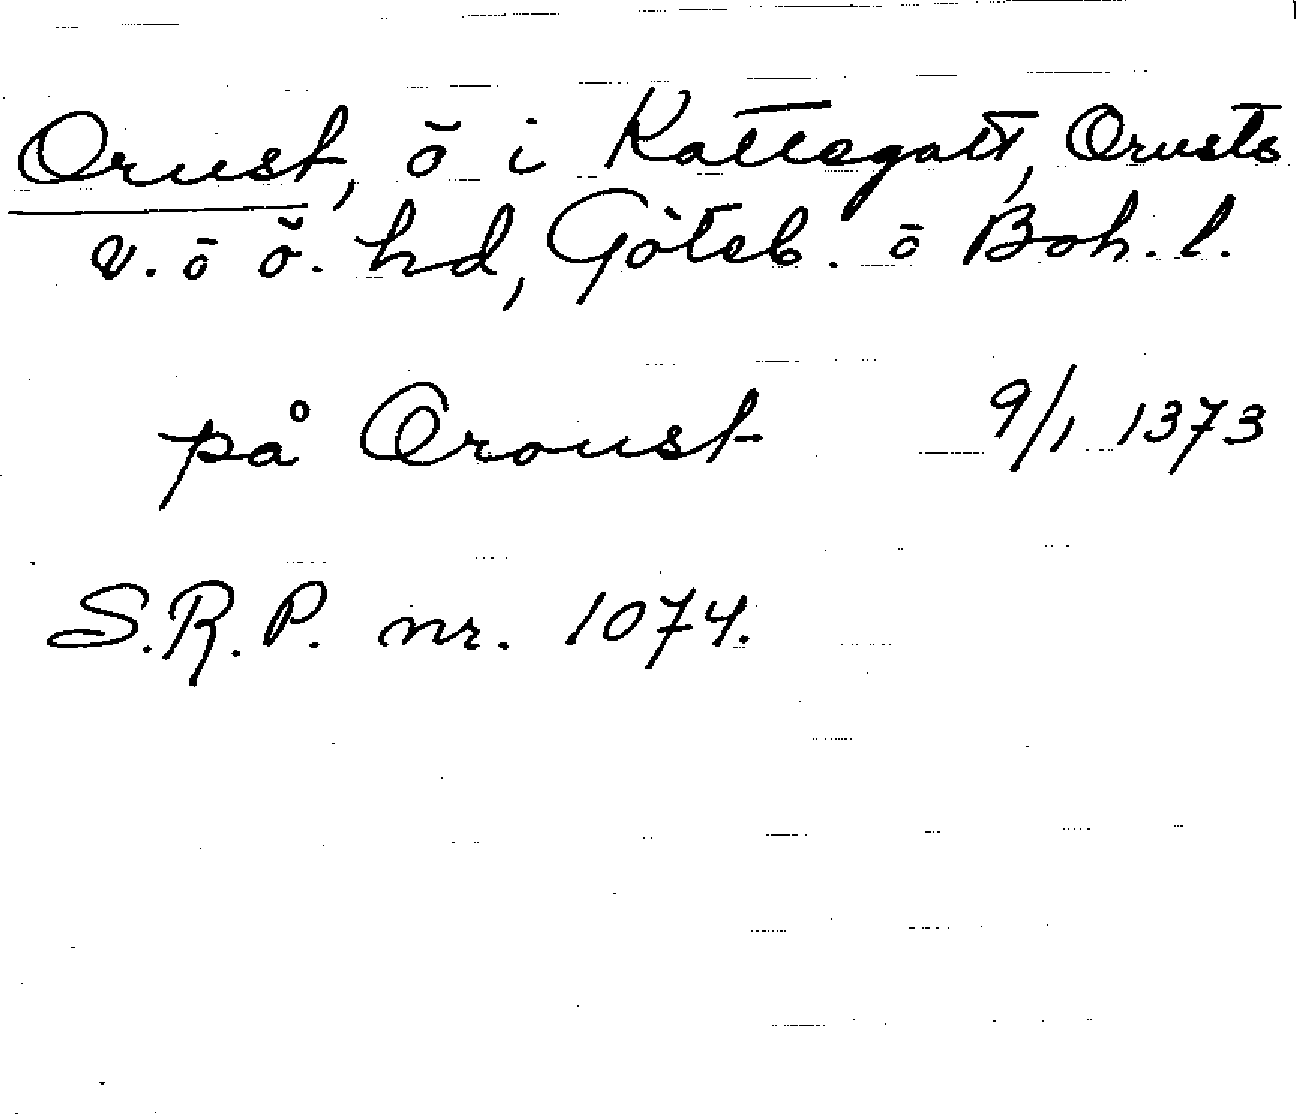 Orust, ö i Kattegatt, Orusts
v. o ö. hd, Göteb. o Boh. l.
på Oroust 9/1 1373
S.R.P. nr. 1074.